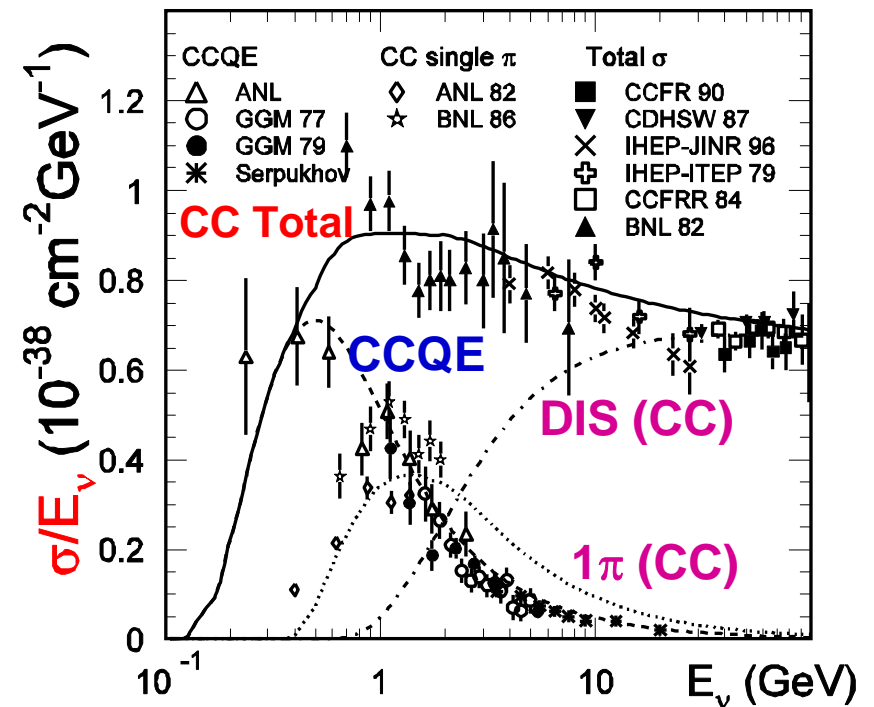 CCQE CC single π Total σ
ANL ANL 82 CCFR 90
GGM 77 BNL 86 CDHSW 87
GGM 79 IHEP-JINR 96
Serpukhov IHEP-ITEP 79
CCFRR 84
BNL 82
CC Total
CCQE
DIS (CC)
1π (CC)
σ/Eν (10⁻³⁸ cm⁻²GeV⁻¹)
1.2
1
0.8
0.6
0.4
0.2
0
10⁻¹ 1 10
Eν (GeV)